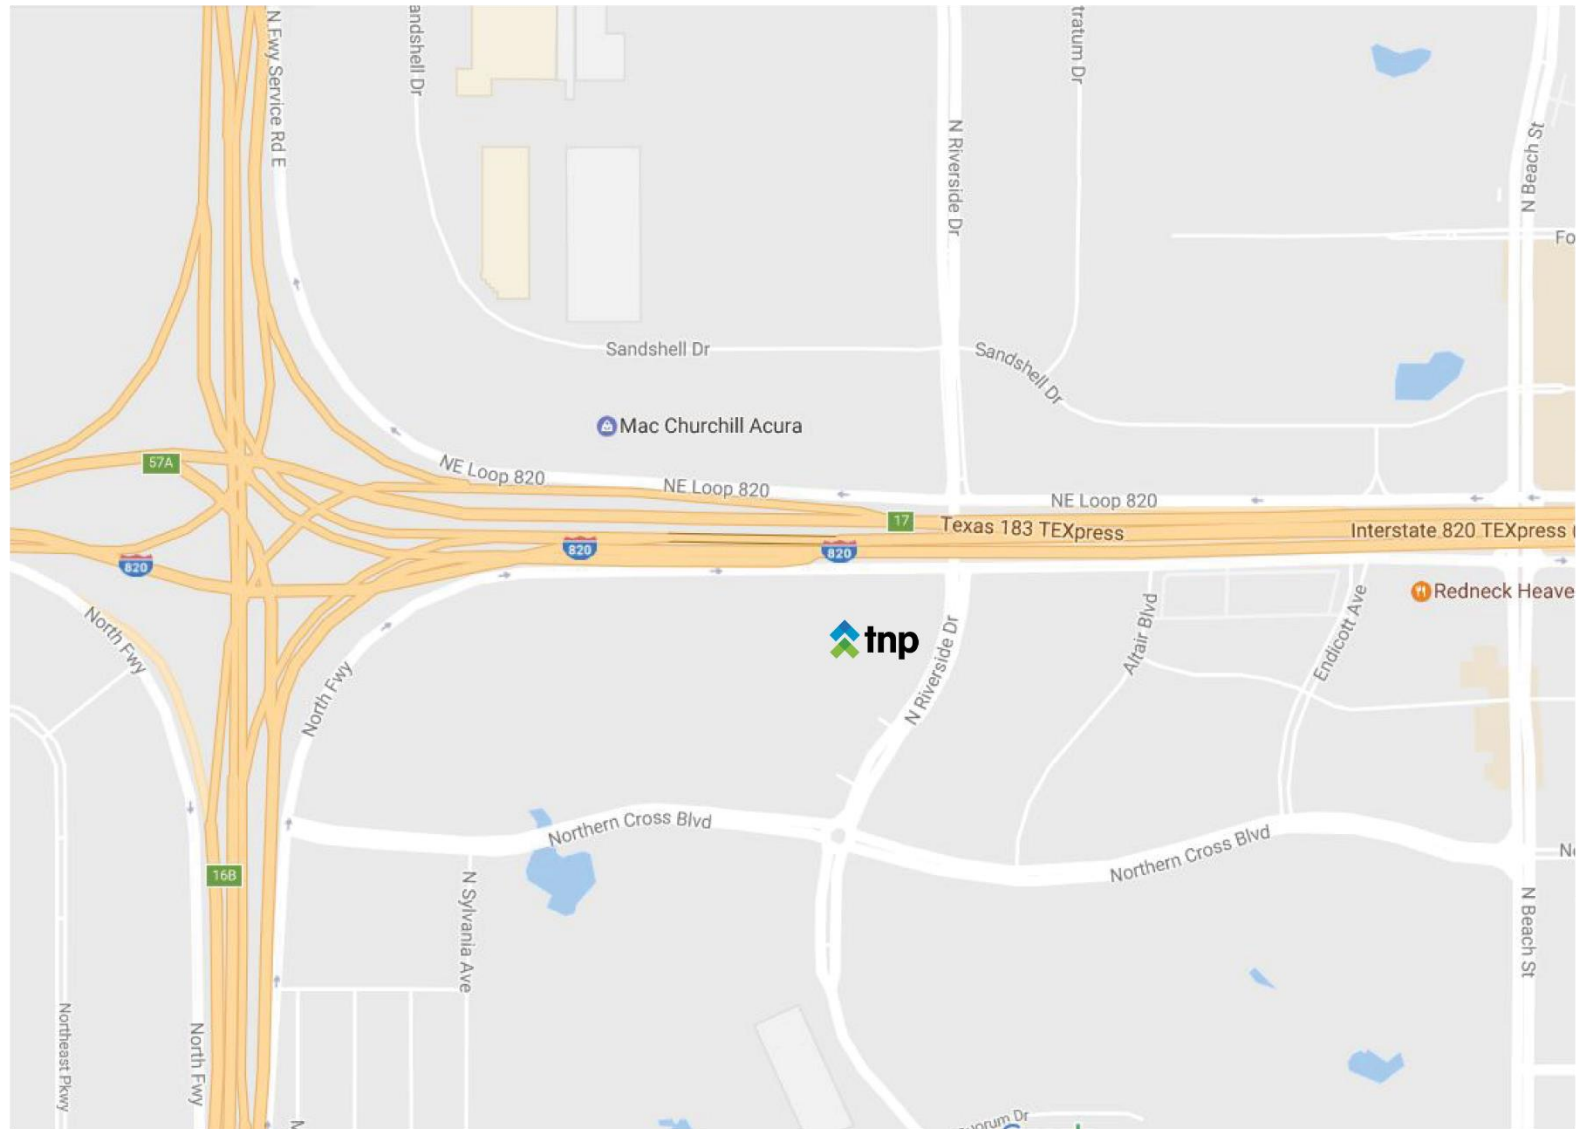 N Fwy Service Rd E
andshell Dr
N Riverside Dr
tratum Dr
N Beach St
Fo
Sandshell Dr
Sandshell Dr
Mac Churchill Acura
57A
NE Loop 820
NE Loop 820
NE Loop 820
17
Texas 183 TEXpress
Interstate 820 TEXpress (
820
820
820
Redneck Heave
North Fwy
tnp
N Riverside Dr
Altair Blvd
Endicott Ave
North Fwy
Northern Cross Blvd
Northern Cross Blvd
16B
N Sylvania Ave
N Beach St
Northeast Pkwy
North Fwy
uorum Dr